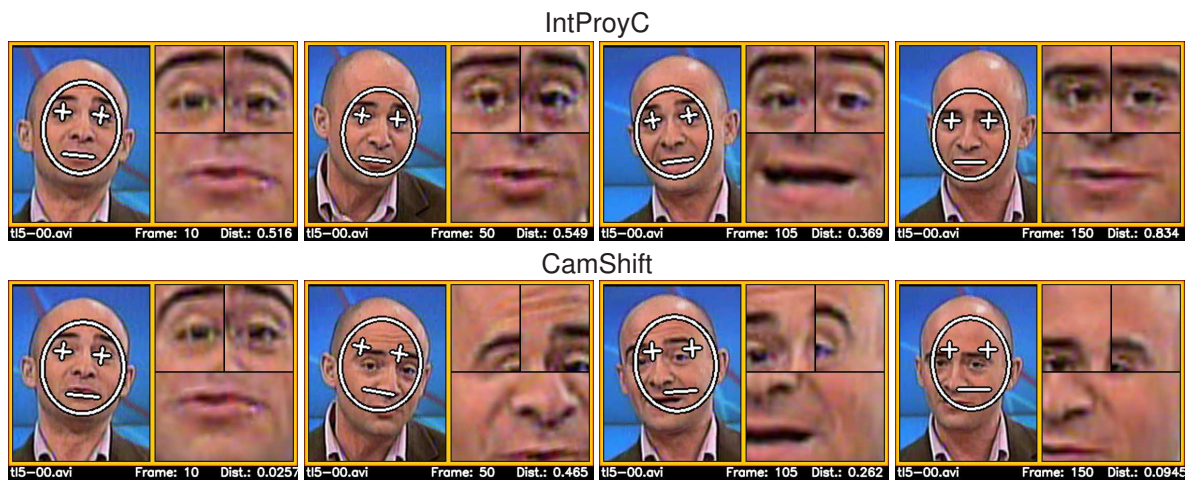 IntProyC
tl5-00.avi Frame: 10 Dist.: 0.516
tl5-00.avi Frame: 50 Dist.: 0.549
tl5-00.avi Frame: 105 Dist.: 0.369
tl5-00.avi Frame: 150 Dist.: 0.834
CamShift
tl5-00.avi Frame: 10 Dist.: 0.0257
tl5-00.avi Frame: 50 Dist.: 0.465
tl5-00.avi Frame: 105 Dist.: 0.262
tl5-00.avi Frame: 150 Dist.: 0.0945